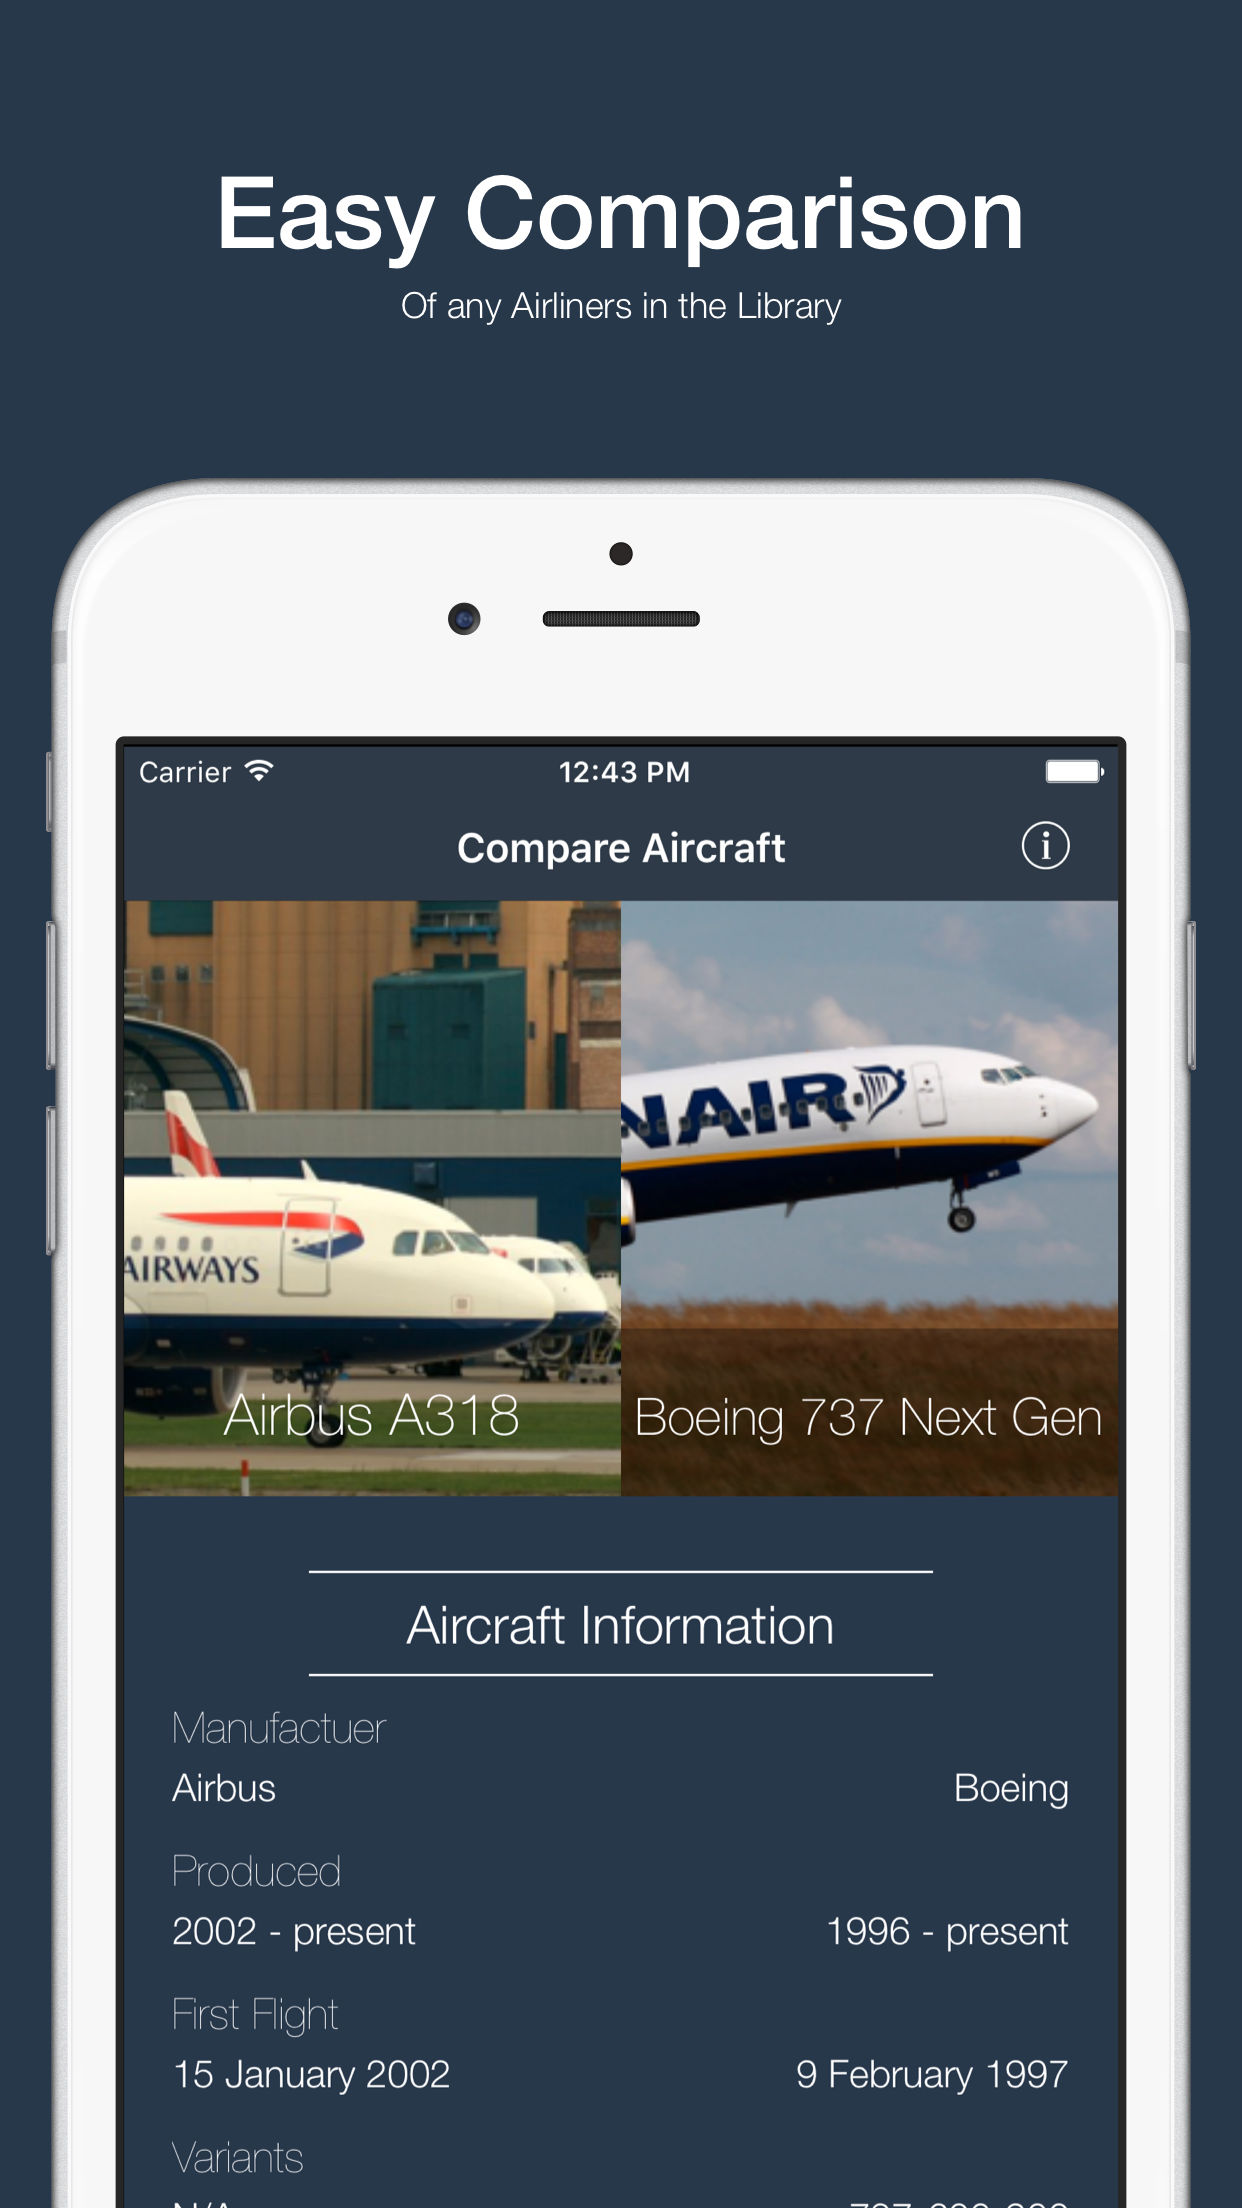 Easy Comparison
Of any Airliners in the Library
Carrier 12:43 PM
Compare Aircraft
NAIR
AIRWAYS
Airbus A318 Boeing 737 Next Gen
Aircraft Information
Manufactuer
Airbus Boeing
Produced
2002 - present 1996 - present
First Flight
15 January 2002 9 February 1997
Variants